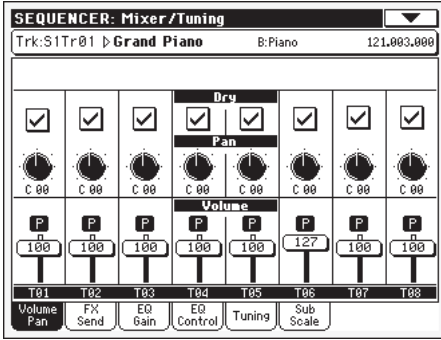 SEQUENCER: Mixer/Tuning
Trk:S1Tr01 ▷Grand Piano B:Piano 121.003.000
Dry
Pan
C 00 C 00 C 00 C 00 C 00 C 00 C 00 C 00
Volume
P P P P P P P P
100 100 100 100 100 127 100 100
T01 T02 T03 T04 T05 T06 T07 T08
Volume Pan FX Send EQ Gain EQ Control Tuning Sub Scale